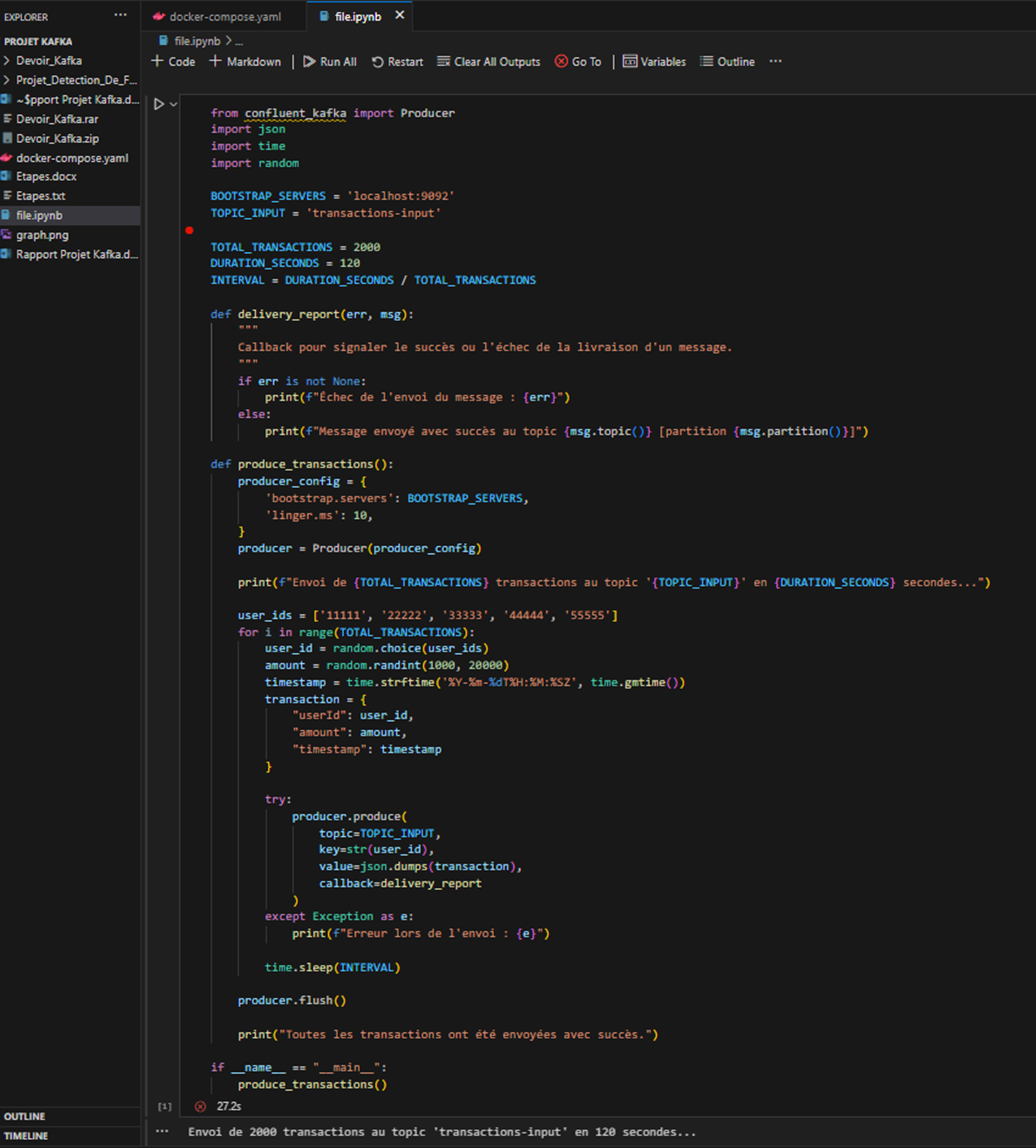 EXPLORER
···
docker-compose.yaml
file.ipynb
PROJET KAFKA
Devoir_Kafka
Projet_Detection_De_F...
~$pport Projet Kafka.d...
Devoir_Kafka.rar
Devoir_Kafka.zip
docker-compose.yaml
Etapes.docx
Etapes.txt
file.ipynb
graph.png
Rapport Projet Kafka.d...
OUTLINE
TIMELINE
file.ipynb > ...
+ Code + Markdown | Run All Restart Clear All Outputs Go To | Variables Outline ···
from confluent_kafka import Producer
import json
import time
import random
BOOTSTRAP_SERVERS = 'localhost:9092'
TOPIC_INPUT = 'transactions-input'
TOTAL_TRANSACTIONS = 2000
DURATION_SECONDS = 120
INTERVAL = DURATION_SECONDS / TOTAL_TRANSACTIONS
def delivery_report(err, msg):
"""
Callback pour signaler le succès ou l'échec de la livraison d'un message.
"""
if err is not None:
print(f"Échec de l'envoi du message : {err}")
else:
print(f"Message envoyé avec succès au topic {msg.topic()} [partition {msg.partition()}]")
def produce_transactions():
producer_config = {
'bootstrap.servers': BOOTSTRAP_SERVERS,
'linger.ms': 10,
}
producer = Producer(producer_config)
print(f"Envoi de {TOTAL_TRANSACTIONS} transactions au topic '{TOPIC_INPUT}' en {DURATION_SECONDS} secondes...")
user_ids = ['11111', '22222', '33333', '44444', '55555']
for i in range(TOTAL_TRANSACTIONS):
user_id = random.choice(user_ids)
amount = random.randint(1000, 20000)
timestamp = time.strftime('%Y-%m-%dT%H:%M:%SZ', time.gmtime())
transaction = {
"userId": user_id,
"amount": amount,
"timestamp": timestamp
}
try:
producer.produce(
topic=TOPIC_INPUT,
key=str(user_id),
value=json.dumps(transaction),
callback=delivery_report
)
except Exception as e:
print(f"Erreur lors de l'envoi : {e}")
time.sleep(INTERVAL)
producer.flush()
print("Toutes les transactions ont été envoyées avec succès.")
if __name__ == "__main__":
produce_transactions()
[1] 27.2s
··· Envoi de 2000 transactions au topic 'transactions-input' en 120 secondes...